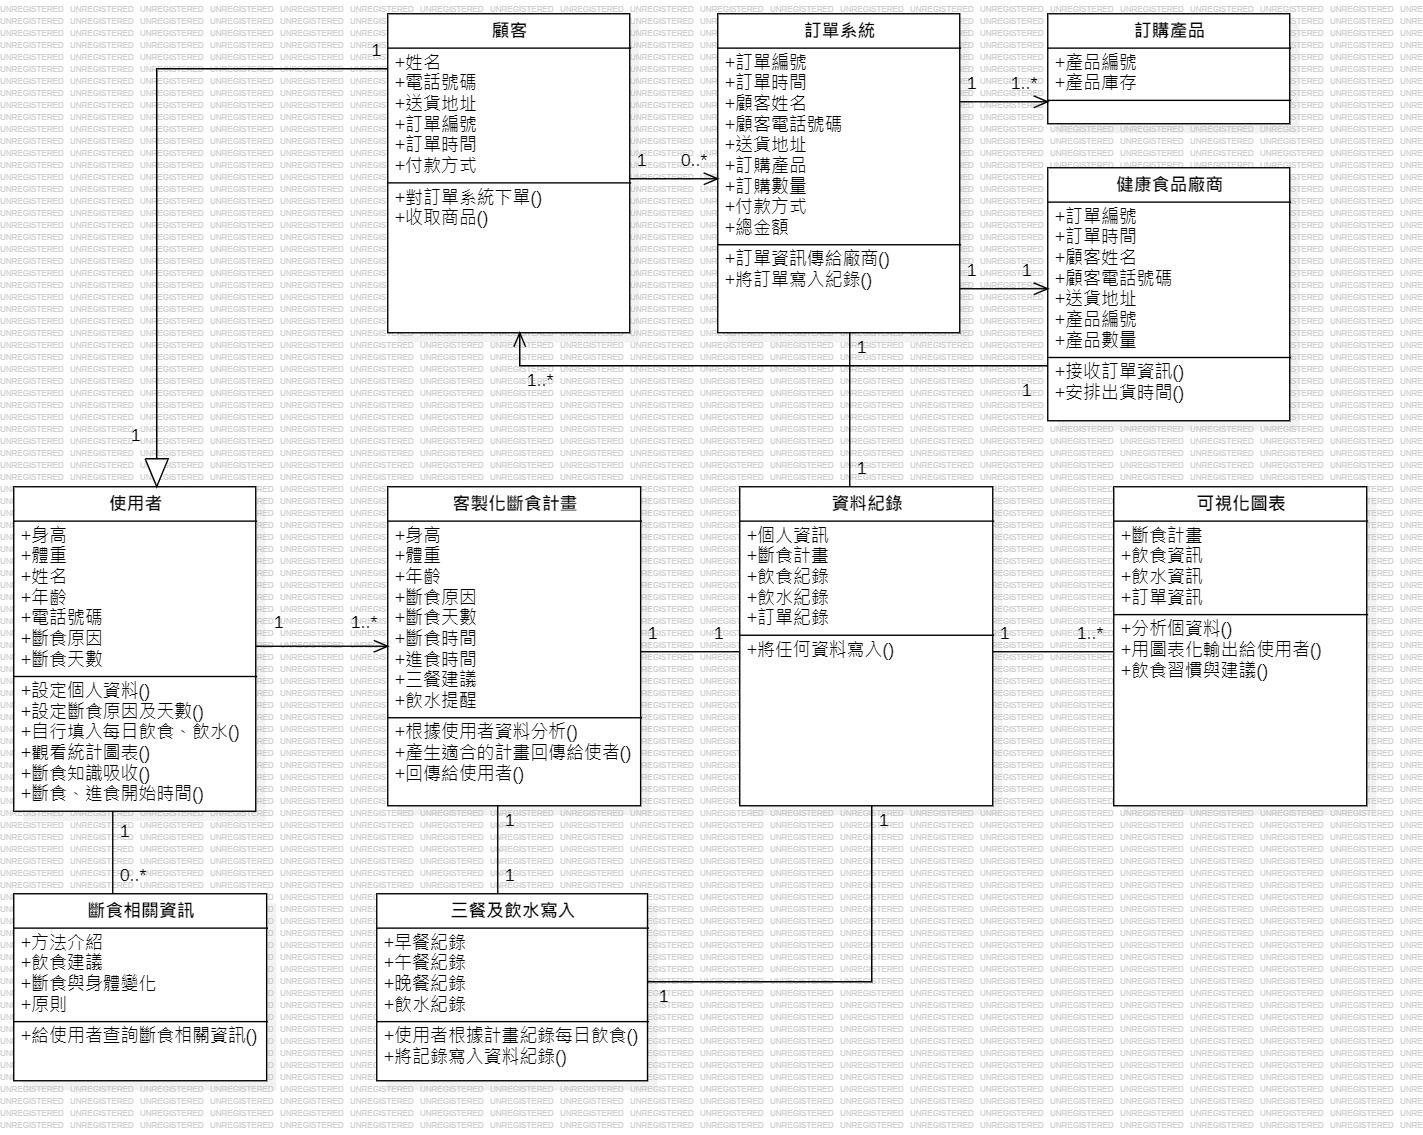 顧客
+姓名
+電話號碼
+送貨地址
+訂單編號
+訂單時間
+付款方式
+對訂單系統下單()
+收取商品()
訂單系統
+訂單編號
+訂單時間
+顧客姓名
+顧客電話號碼
+送貨地址
+訂購產品
+訂購數量
+付款方式
+總金額
+訂單資訊傳給廠商()
+將訂單寫入紀錄()
訂購產品
+產品編號
+產品庫存
健康食品廠商
+訂單編號
+訂單時間
+顧客姓名
+顧客電話號碼
+送貨地址
+產品編號
+產品數量
+接收訂單資訊()
+安排出貨時間()
1
1
1
0..*
1
1..*
1
1
1..*
1
1
1
使用者
+身高
+體重
+姓名
+年齡
+電話號碼
+斷食原因
+斷食天數
+設定個人資料()
+設定斷食原因及天數()
+自行填入每日飲食、飲水()
+觀看統計圖表()
+斷食知識吸收()
+斷食、進食開始時間()
1
1..*
客製化斷食計畫
+身高
+體重
+年齡
+斷食原因
+斷食天數
+斷食時間
+進食時間
+三餐建議
+飲水提醒
+根據使用者資料分析()
+產生適合的計畫回傳給使者()
+回傳給使用者()
1
1
資料紀錄
+個人資訊
+斷食計畫
+飲食紀錄
+飲水紀錄
+訂單紀錄
+將任何資料寫入()
1
1..*
可視化圖表
+斷食計畫
+飲食資訊
+飲水資訊
+訂單資訊
+分析個資料()
+用圖表化輸出給使用者()
+飲食習慣與建議()
1
0..*
1
1
1
1
斷食相關資訊
+方法介紹
+飲食建議
+斷食與身體變化
+原則
+給使用者查詢斷食相關資訊()
三餐及飲水寫入
+早餐紀錄
+午餐紀錄
+晚餐紀錄
+飲水紀錄
+使用者根據計畫紀錄每日飲食()
+將記錄寫入資料紀錄()
UNREGISTERED